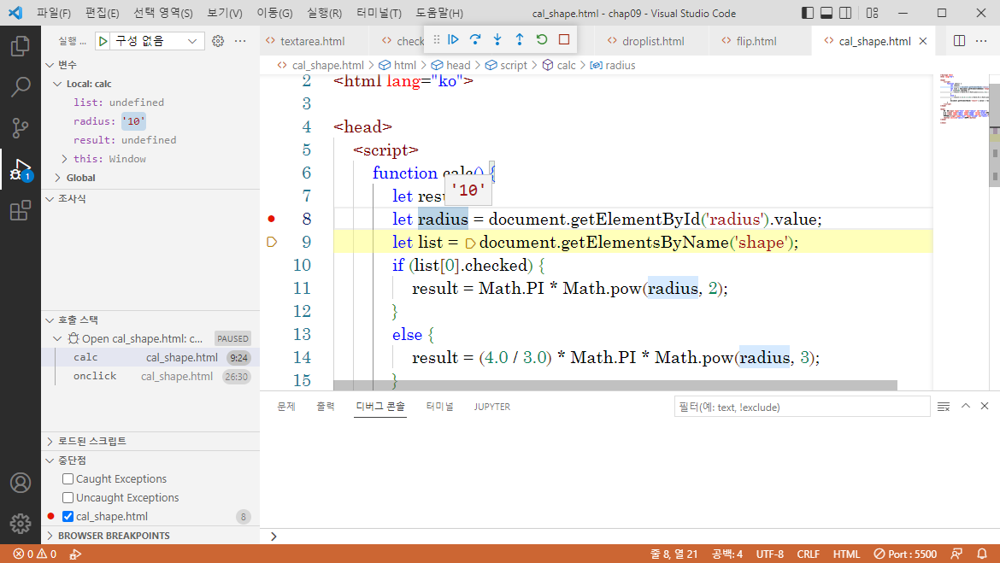 파일(F) 편집(E) 선택 영역(S) 보기(V) 이동(G) 실행(R) 터미널(T) 도움말(H) cal_shape.html - chap09 - Visual Studio Code
실행 ... 구성 없음 ...
textarea.html check droplist.html flip.html cal_shape.html ...
cal_shape.html > html > head > script > calc > radius
변수
Local: calc
list: undefined
radius: '10'
result: undefined
this: Window
Global
조사식
호출 스택
Open cal_shape.html: c... PAUSED
calc cal_shape.html 9:24
onclick cal_shape.html 26:30
로드된 스크립트
중단점
Caught Exceptions
Uncaught Exceptions
cal_shape.html 8
BROWSER BREAKPOINTS
1
2 <html lang="ko">
3
4 <head>
5 <script>
6 function calc() {
7 let resu
'10'
8 let radius = document.getElementById('radius').value;
9 let list = document.getElementsByName('shape');
10 if (list[0].checked) {
11 result = Math.PI * Math.pow(radius, 2);
12 }
13 else {
14 result = (4.0 / 3.0) * Math.PI * Math.pow(radius, 3);
15 }
문제 출력 디버그 콘솔 터미널 JUPYTER 필터(예: text, !exclude)
>
0 0 줄 8, 열 21 공백: 4 UTF-8 CRLF HTML Port : 5500